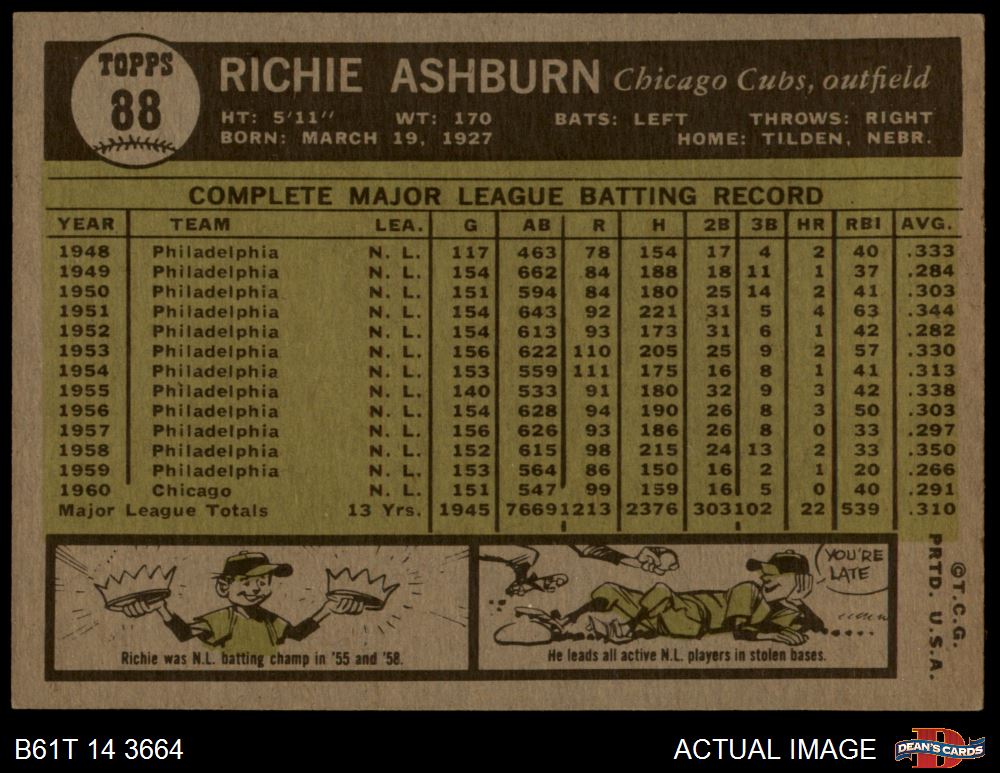 TOPPS
88
RICHIE ASHBURN Chicago Cubs, outfield
HT: 5'11" WT: 170 BATS: LEFT THROWS: RIGHT
BORN: MARCH 19, 1927 HOME: TILDEN, NEBR.
COMPLETE MAJOR LEAGUE BATTING RECORD
YEAR TEAM LEA. G AB R H 2B 3B HR RBI AVG.
1948 Philadelphia N. L. 117 463 78 154 17 4 2 40 .333
1949 Philadelphia N. L. 154 662 84 188 18 11 1 37 .284
1950 Philadelphia N. L. 151 594 84 180 25 14 2 41 .303
1951 Philadelphia N. L. 154 643 92 221 31 5 4 63 .344
1952 Philadelphia N. L. 154 613 93 173 31 6 1 42 .282
1953 Philadelphia N. L. 156 622 110 205 25 9 2 57 .330
1954 Philadelphia N. L. 153 559 111 175 16 8 1 41 .313
1955 Philadelphia N. L. 140 533 91 180 32 9 3 42 .338
1956 Philadelphia N. L. 154 628 94 190 26 8 3 50 .303
1957 Philadelphia N. L. 156 626 93 186 26 8 0 33 .297
1958 Philadelphia N. L. 152 615 98 215 24 13 2 33 .350
1959 Philadelphia N. L. 153 564 86 150 16 2 1 20 .266
1960 Chicago N. L. 151 547 99 159 16 5 0 40 .291
Major League Totals 13 Yrs. 1945 7669 1213 2376 303 102 22 539 .310
YOU'RE
LATE
Richie was N.L. batting champ in '55 and '58.
He leads all active N.L. players in stolen bases.
©T.C.G.
PRTD. U.S.A.
B61T 14 3664
ACTUAL IMAGE
D
DEAN'S CARDS